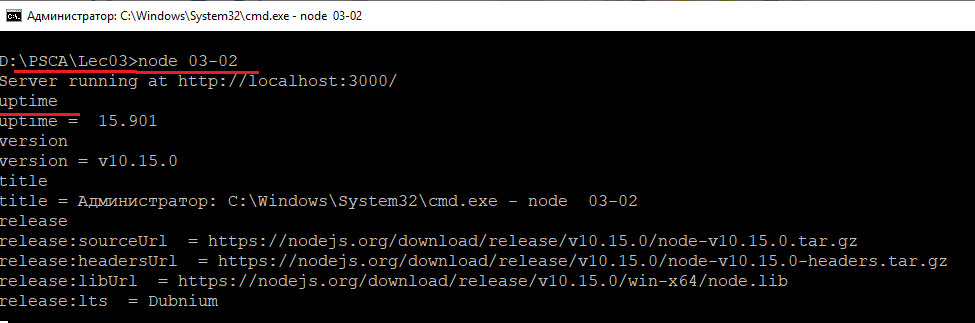 Администратор: C:\Windows\System32\cmd.exe - node 03-02
D:\PSCA\Lec03>node 03-02
Server running at http://localhost:3000/
uptime
uptime =  15.901
version
version = v10.15.0
title
title = Администратор: C:\Windows\System32\cmd.exe - node  03-02
release
release:sourceUrl  = https://nodejs.org/download/release/v10.15.0/node-v10.15.0.tar.gz
release:headersUrl  = https://nodejs.org/download/release/v10.15.0/node-v10.15.0-headers.tar.gz
release:libUrl  = https://nodejs.org/download/release/v10.15.0/win-x64/node.lib
release:lts  = Dubnium